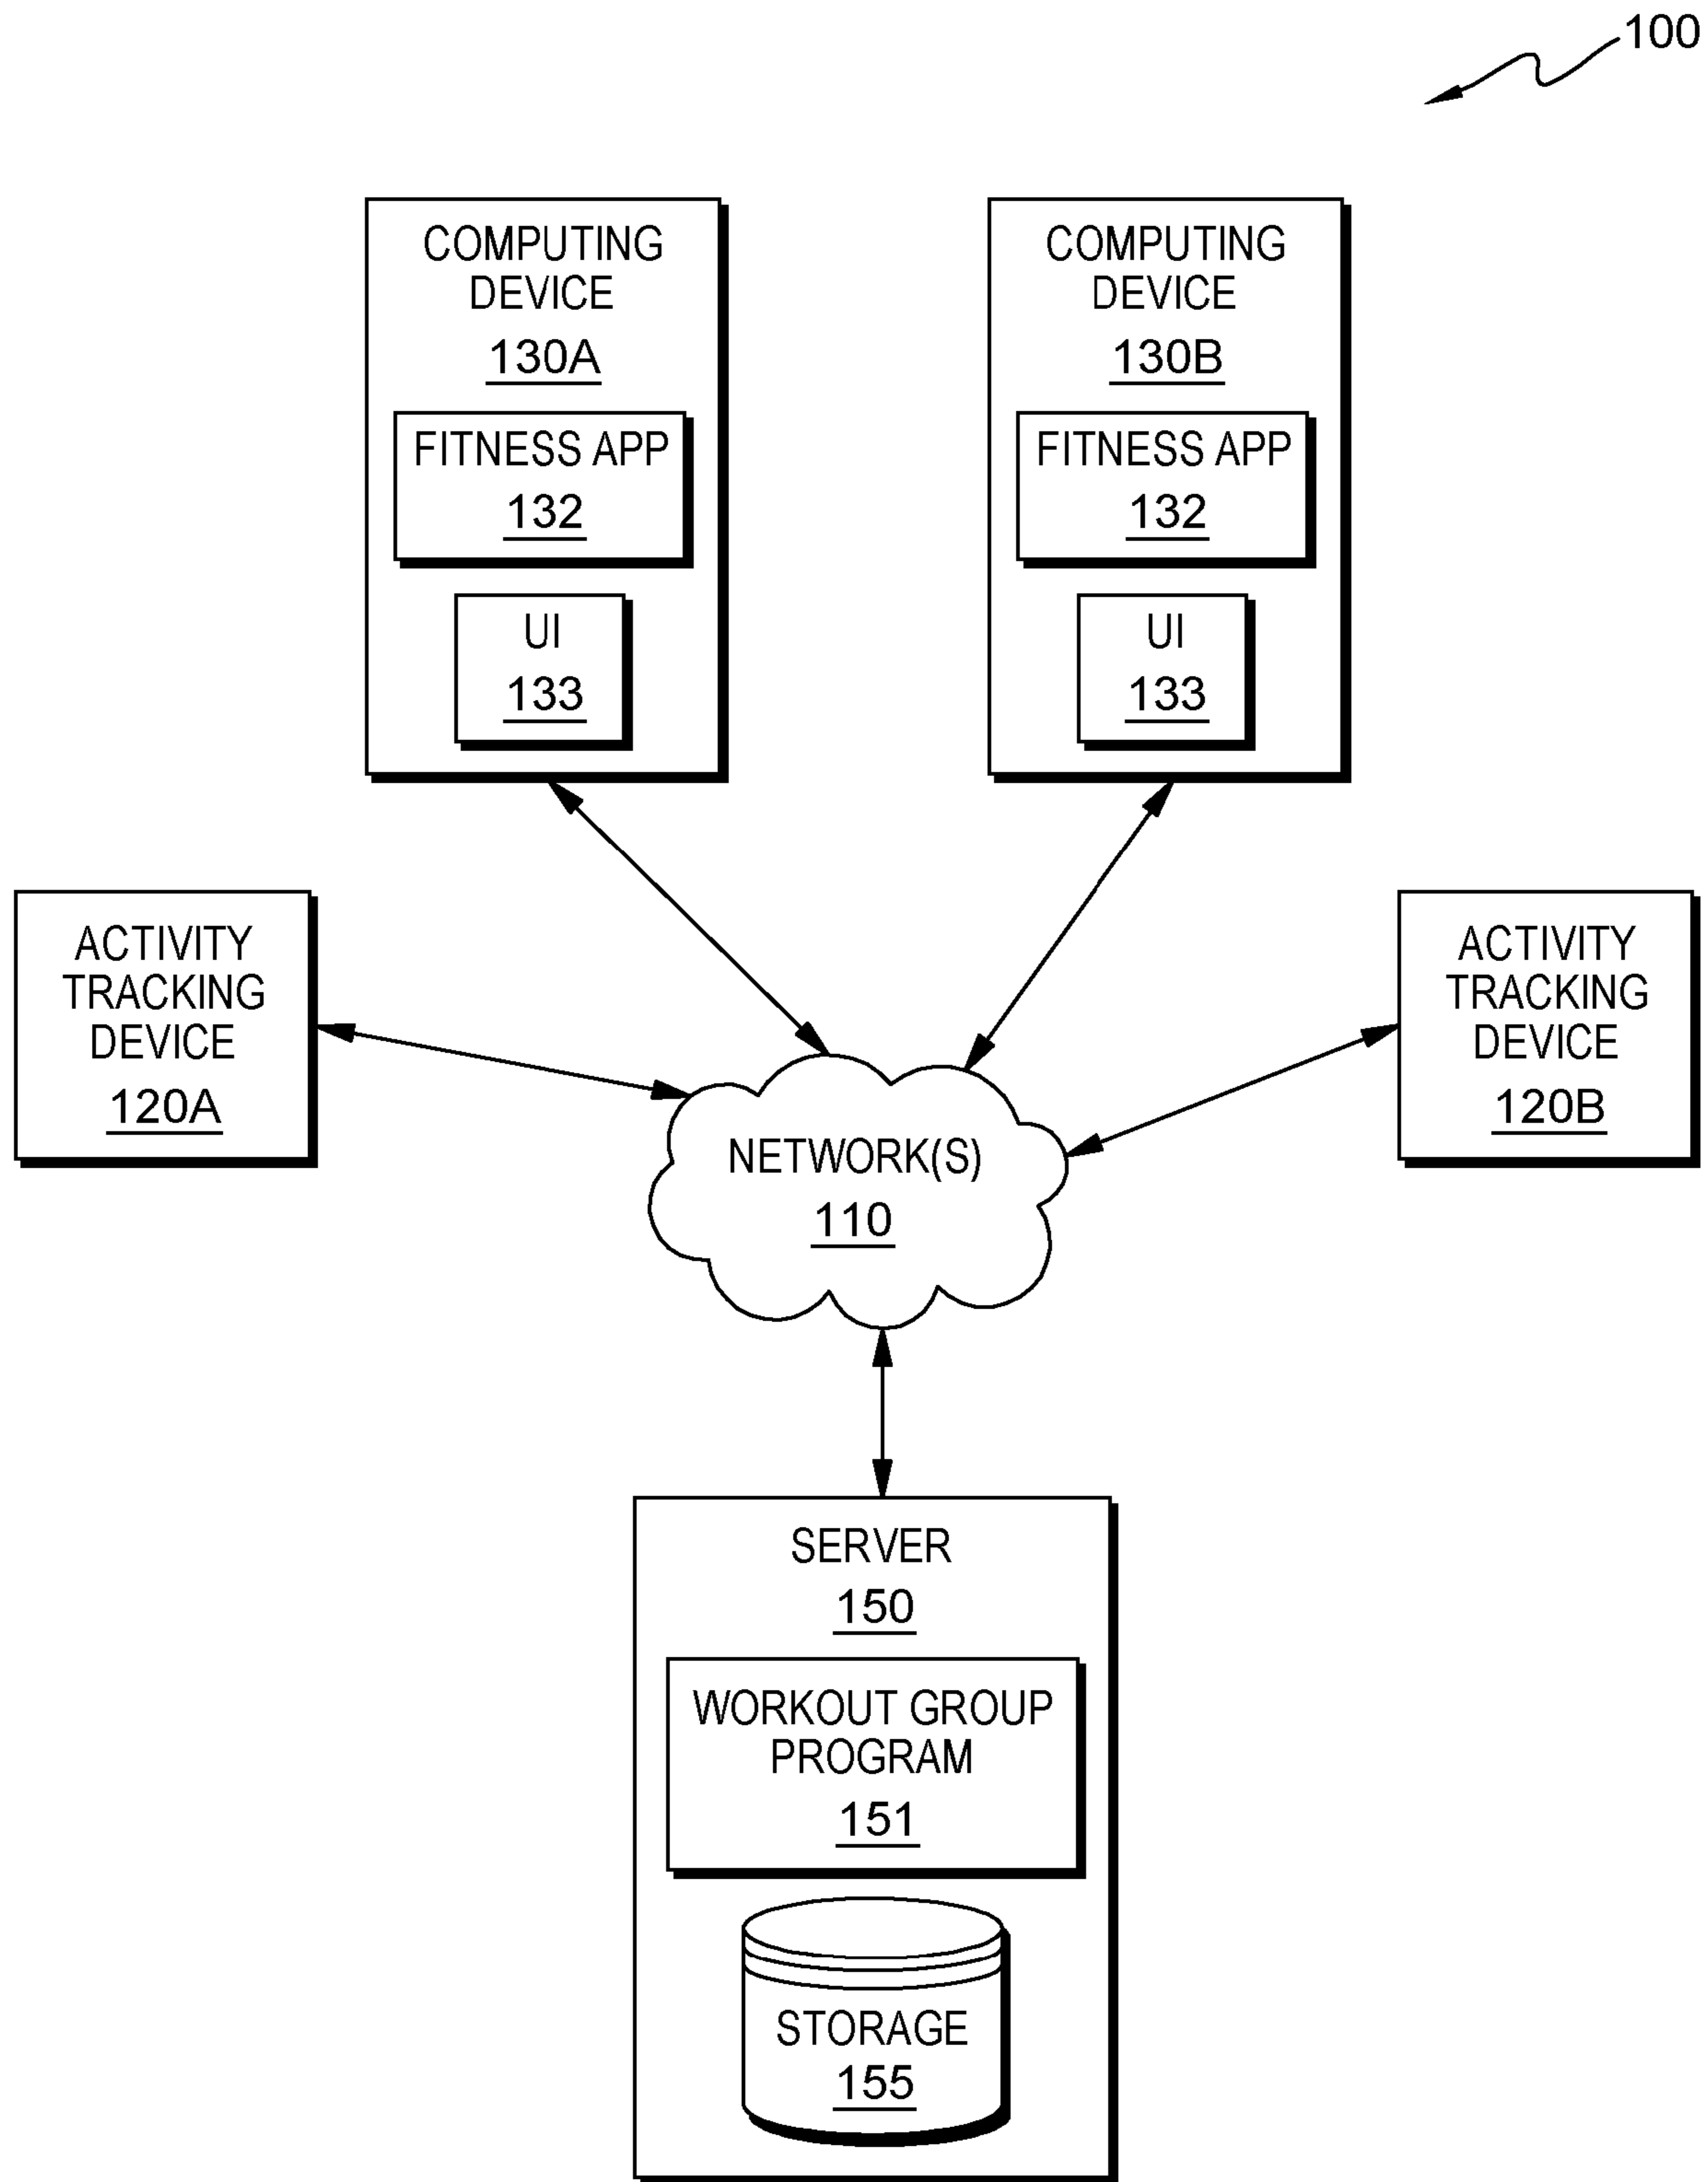 100
COMPUTING
DEVICE
130A
FITNESS APP
132
UI
133
COMPUTING
DEVICE
130B
FITNESS APP
132
UI
133
ACTIVITY
TRACKING
DEVICE
120A
ACTIVITY
TRACKING
DEVICE
120B
NETWORK(S)
110
SERVER
150
WORKOUT GROUP
PROGRAM
151
STORAGE
155